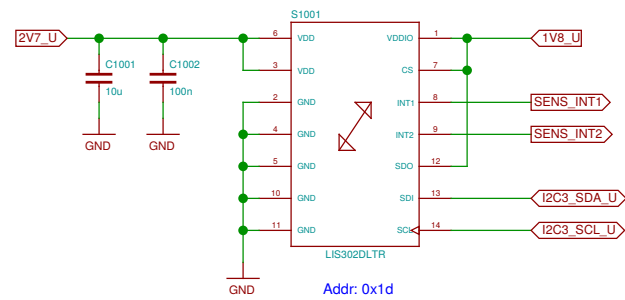 S1001
2V7_U
6 VDD
VDDIO 1
1V8_U
C1001
10u
C1002
100n
3 VDD
CS 7
2 GND
INT1 8
SENS_INT1
4 GND
INT2 9
SENS_INT2
GND
GND
5 GND
SDO 12
10 GND
SDI 13
I2C3_SDA_U
11 GND
SCL 14
I2C3_SCL_U
LIS302DLTR
GND
Addr: 0x1d